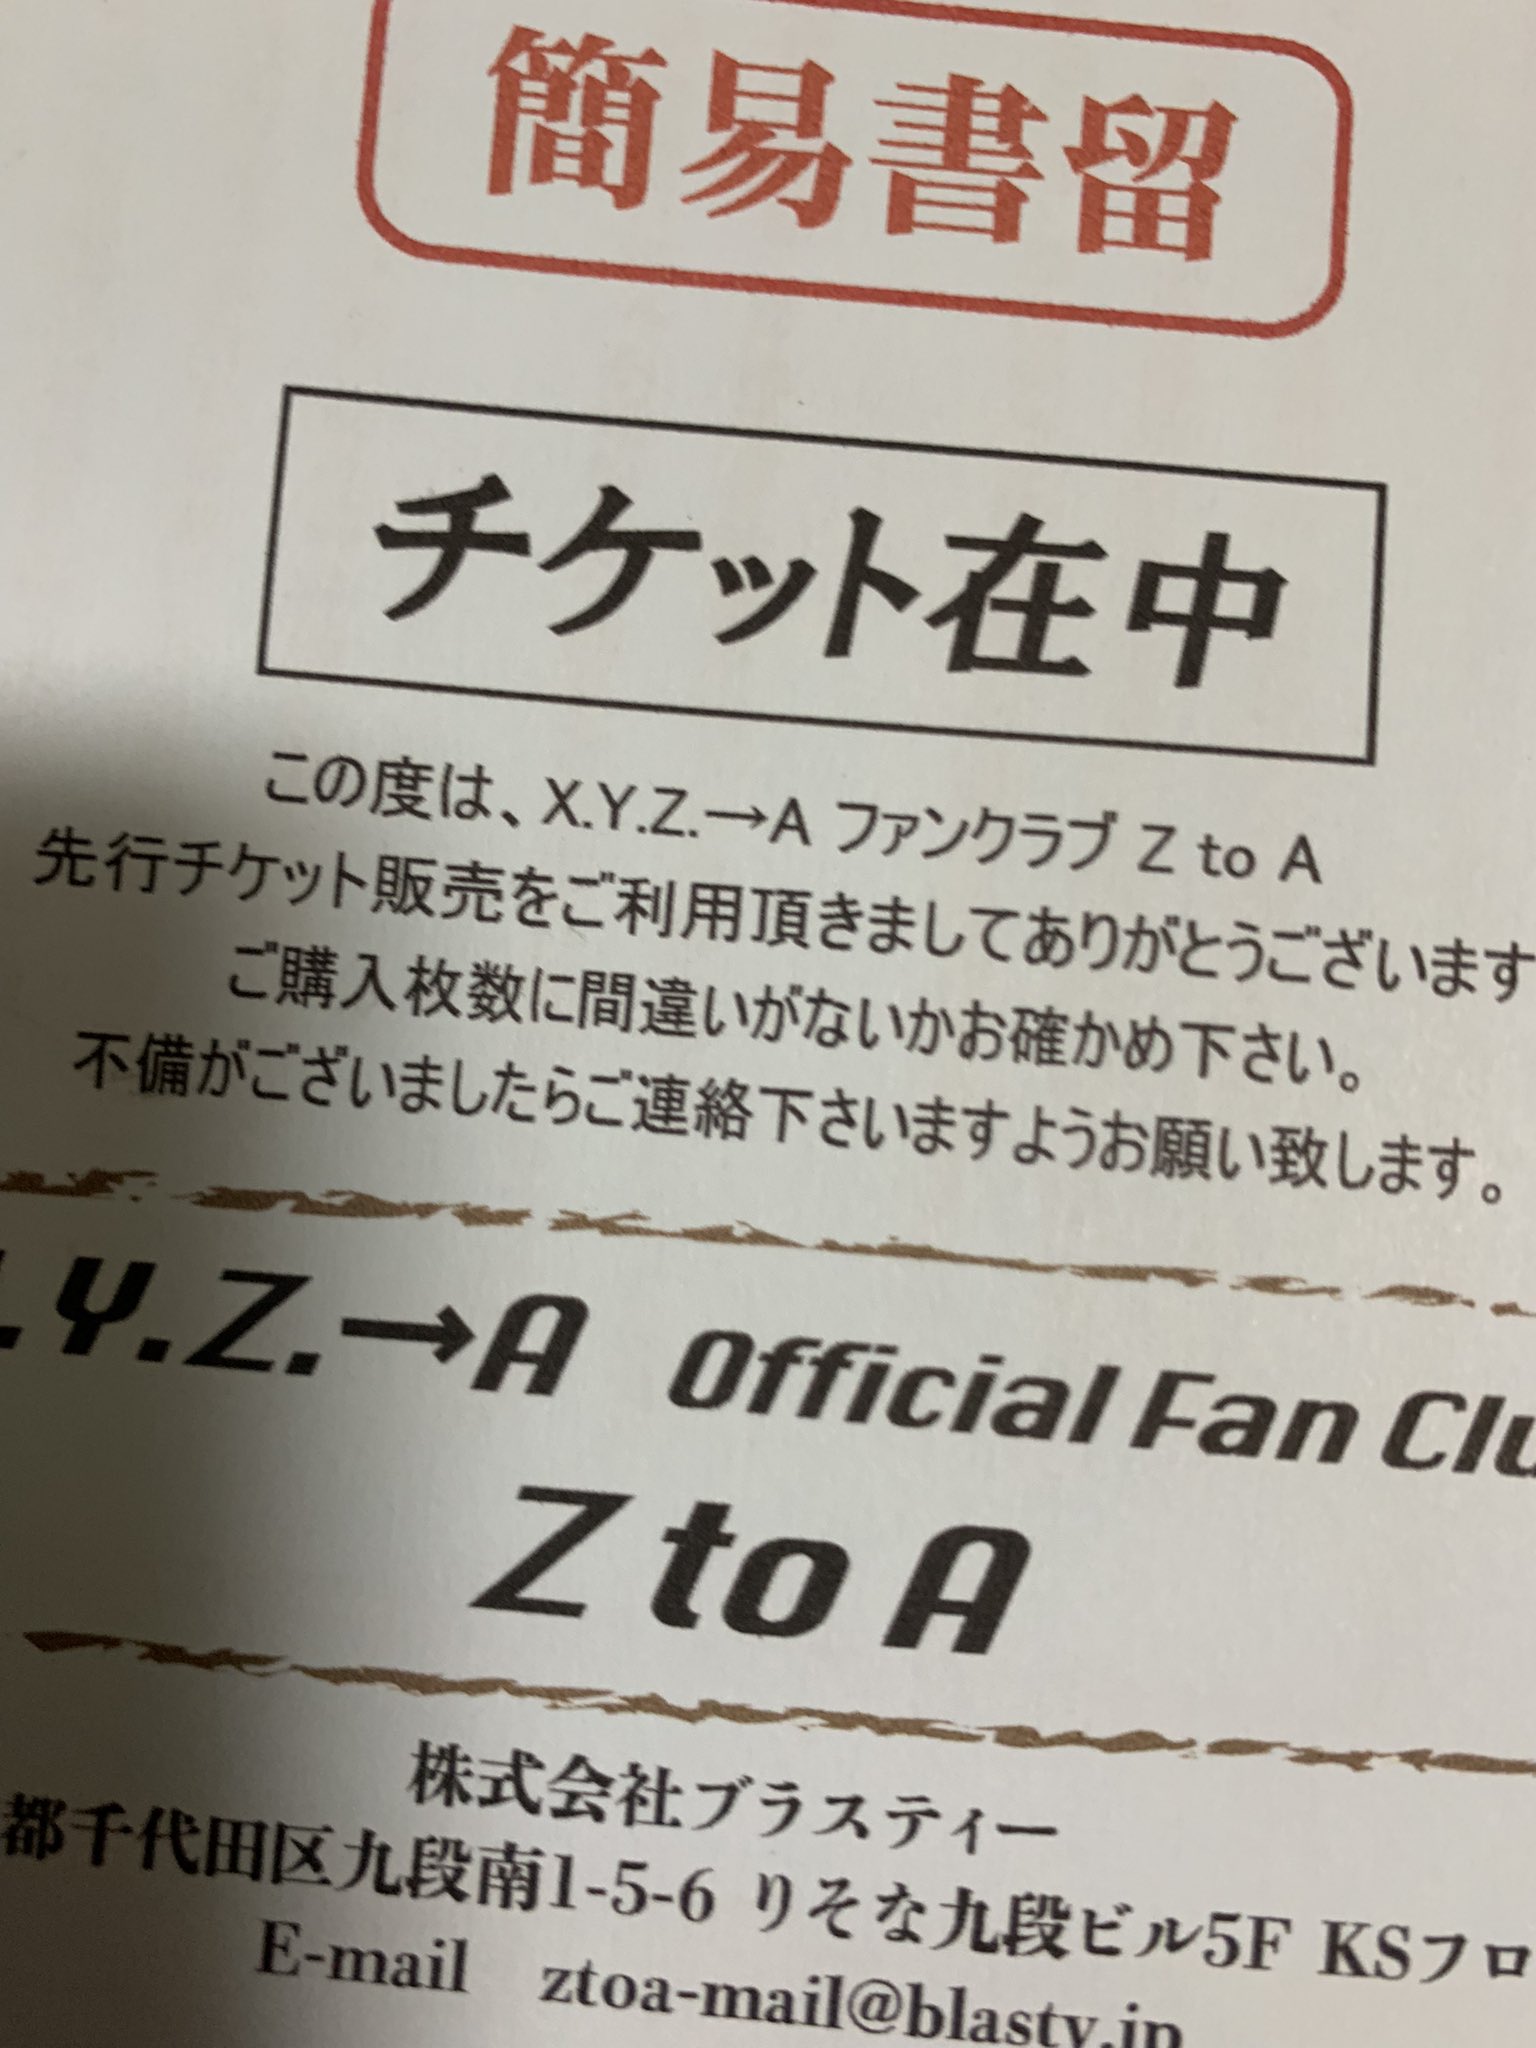 簡易書留
チケット在中
この度は、X.Y.Z.→A ファンクラブ Z to A
先行チケット販売をご利用頂きましてありがとうございます
ご購入枚数に間違いがないかお確かめ下さい。
不備がございましたらご連絡下さいますようお願い致します。
.Y.Z.→A Official Fan Clu
Z to A
株式会社ブラスティー
都千代田区九段南1-5-6 りそな九段ビル5F KSフロ
E-mail ztoa-mail@blasty.jp